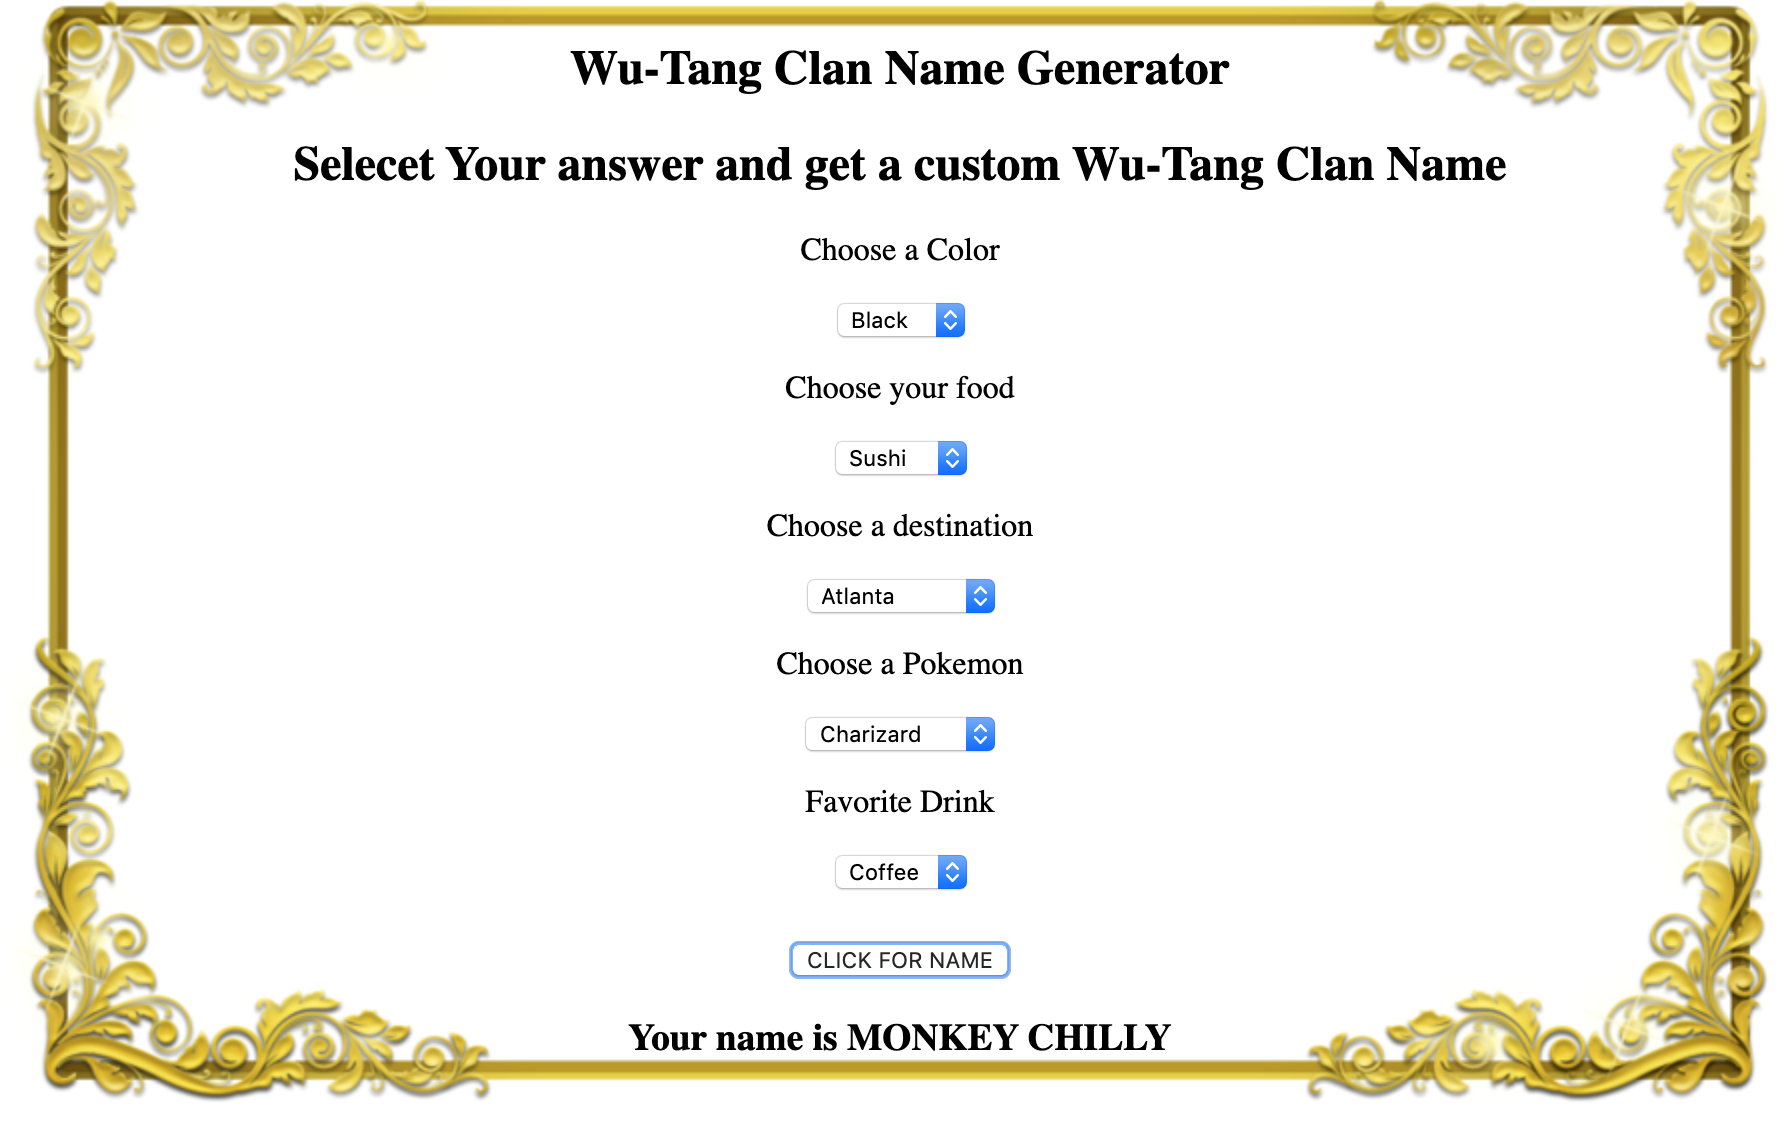 Wu-Tang Clan Name Generator
Selecet Your answer and get a custom Wu-Tang Clan Name
Choose a Color
Black
Choose your food
Sushi
Choose a destination
Atlanta
Choose a Pokemon
Charizard
Favorite Drink
Coffee
CLICK FOR NAME
Your name is MONKEY CHILLY